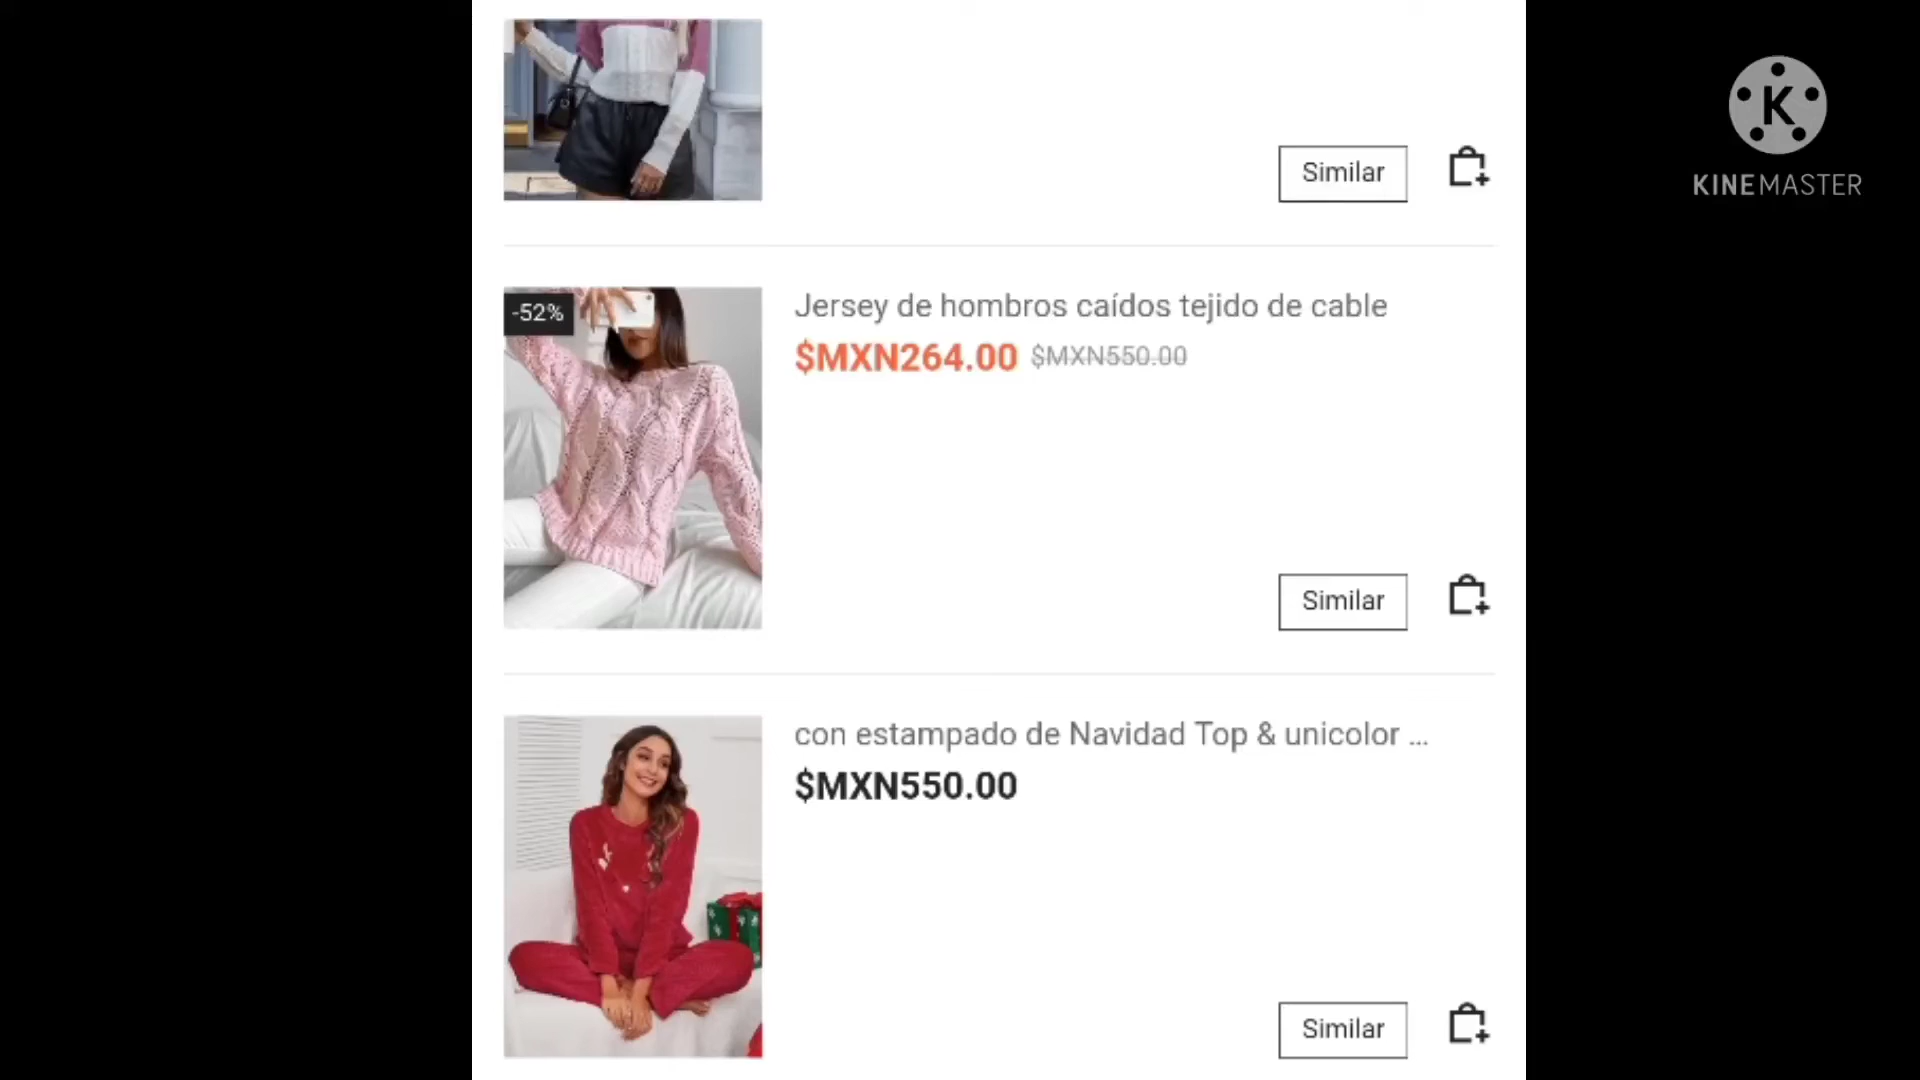 K
KINEMASTER
Similar
-52%
Jersey de hombros caídos tejido de cable
$MXN264.00 $MXN550.00
Similar
con estampado de Navidad Top & unicolor ...
$MXN550.00
Similar